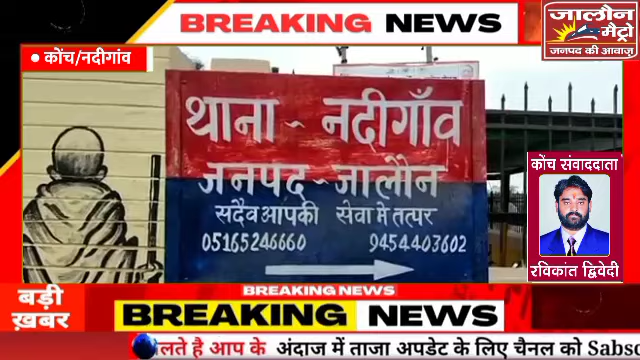 BREAKING NEWS
जालौन
मैट्रो
जनपद की आवाज़
कोंच/नदीगांव
थाना ~ नदीगाँव
जनपद ~ जालौन
सदैव आपकी सेवा में तत्पर
05165246660 9454403602
कोंच संवाददाता
रविकांत द्विवेदी
BREAKING NEWS
बड़ी
ख़बर
BREAKING NEWS
लते है आप के अंदाज में ताजा अपडेट के लिए चैनल को Subsc